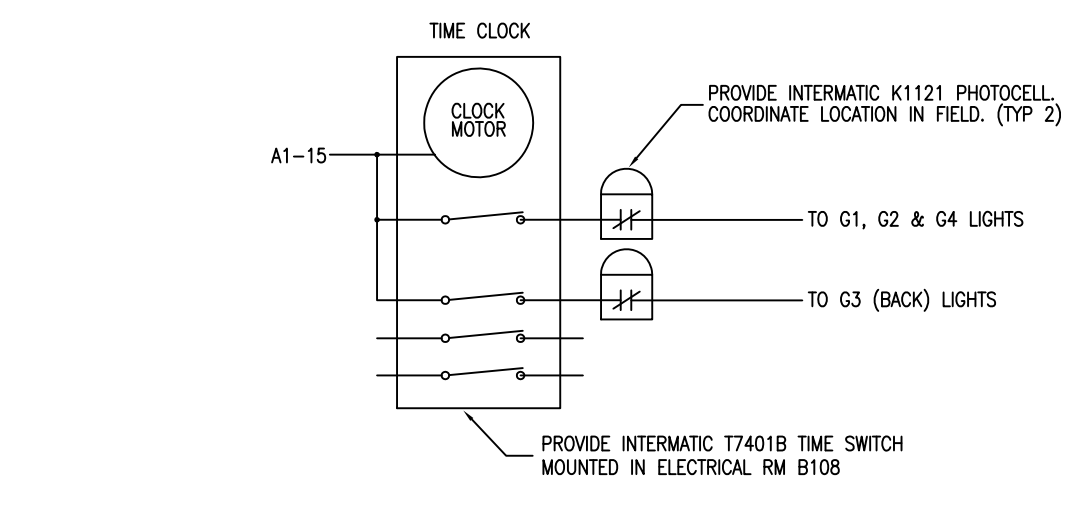 TIME CLOCK
CLOCK
MOTOR
PROVIDE INTERMATIC K1121 PHOTOCELL.
COORDINATE LOCATION IN FIELD. (TYP 2)
A1-15
TO G1, G2 & G4 LIGHTS
TO G3 (BACK) LIGHTS
PROVIDE INTERMATIC T7401B TIME SWITCH
MOUNTED IN ELECTRICAL RM B108